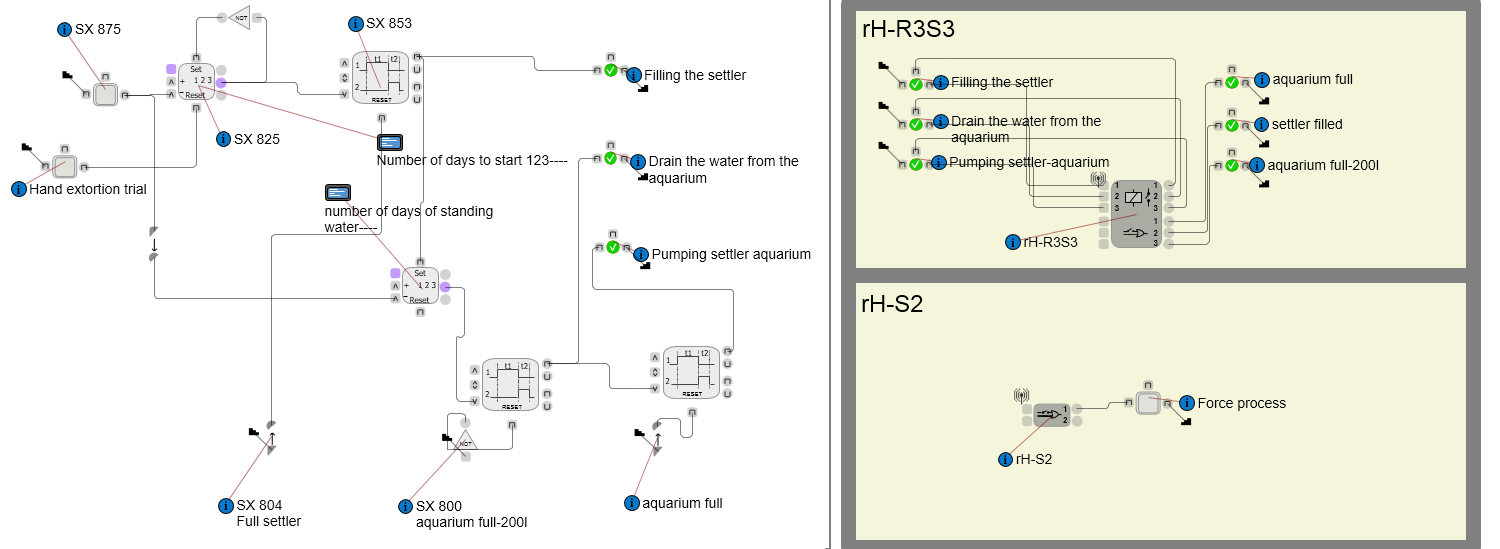 SX 875
NOT
SX 853
Set
1 2 3
Reset
t1 t2
1
2
RESET
Filling the settler
SX 825
Number of days to start 123----
Hand extortion trial
Drain the water from the
aquarium
number of days of standing
water----
Pumping settler aquarium
Set
1 2 3
Reset
t1 t2
1
2
RESET
t1 t2
1
2
RESET
NOT
SX 804
Full settler
SX 800
aquarium full-200l
aquarium full
rH-R3S3
Filling the settler
Drain the water from the
aquarium
Pumping settler-aquarium
aquarium full
settler filled
aquarium full-200l
1 1
2 2
3 3
1
2
3
rH-R3S3
rH-S2
1
2
Force process
rH-S2